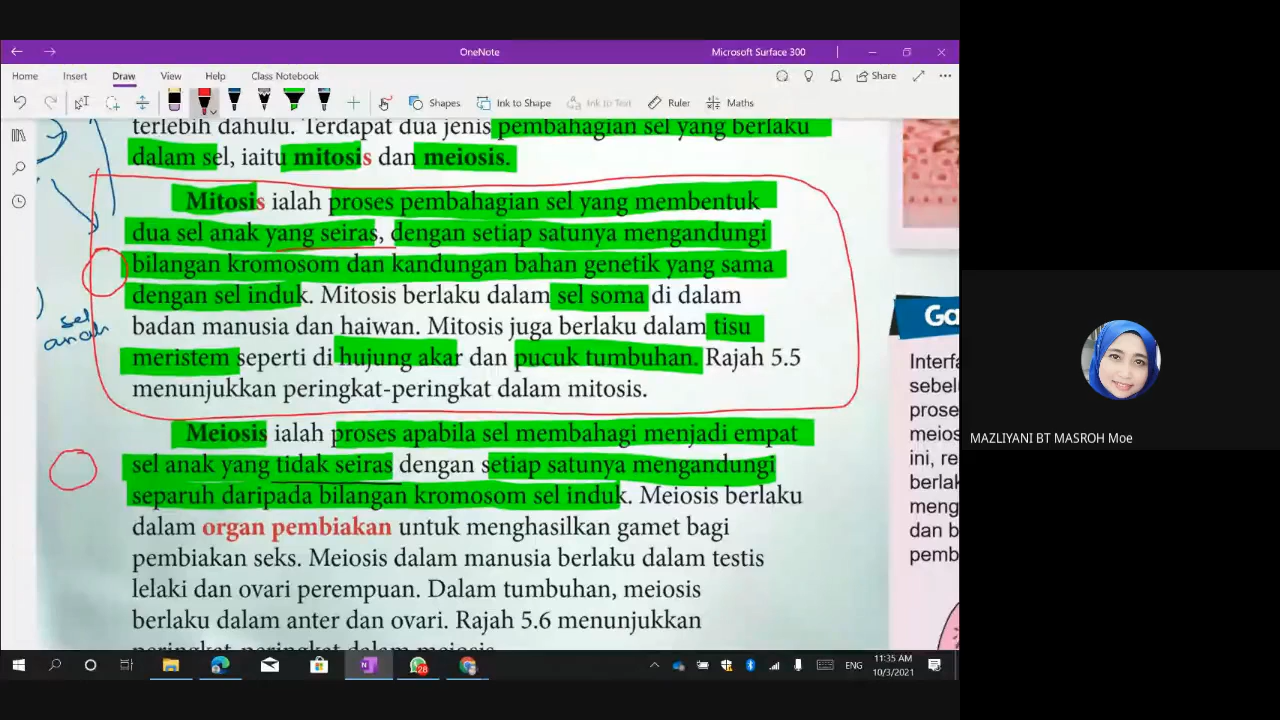 OneNote
Microsoft Surface 300
Home Insert Draw View Help Class Notebook
Share
Shapes Ink to Shape Ink to Text Ruler Maths
terlebih dahulu. Terdapat dua jenis pembahagian sel yang berlaku
dalam sel, iaitu mitosis dan meiosis.
Mitosis ialah proses pembahagian sel yang membentuk
dua sel anak yang seiras, dengan setiap satunya mengandungi
bilangan kromosom dan kandungan bahan genetik yang sama
dengan sel induk. Mitosis berlaku dalam sel soma di dalam
badan manusia dan haiwan. Mitosis juga berlaku dalam tisu
meristem seperti di hujung akar dan pucuk tumbuhan. Rajah 5.5
menunjukkan peringkat-peringkat dalam mitosis.
Meiosis ialah proses apabila sel membahagi menjadi empat
sel anak yang tidak seiras dengan setiap satunya mengandungi
separuh daripada bilangan kromosom sel induk. Meiosis berlaku
dalam organ pembiakan untuk menghasilkan gamet bagi
pembiakan seks. Meiosis dalam manusia berlaku dalam testis
lelaki dan ovari perempuan. Dalam tumbuhan, meiosis
berlaku dalam anter dan ovari. Rajah 5.6 menunjukkan
peringkat-peringkat dalam meiosis.
sel
anak
Ga
Interfa
sebel
prose
meios
ini, re
berlak
meng
dan b
pemb
MAZLIYANI BT MASROH Moe
28
ENG
11:35 AM
10/3/2021